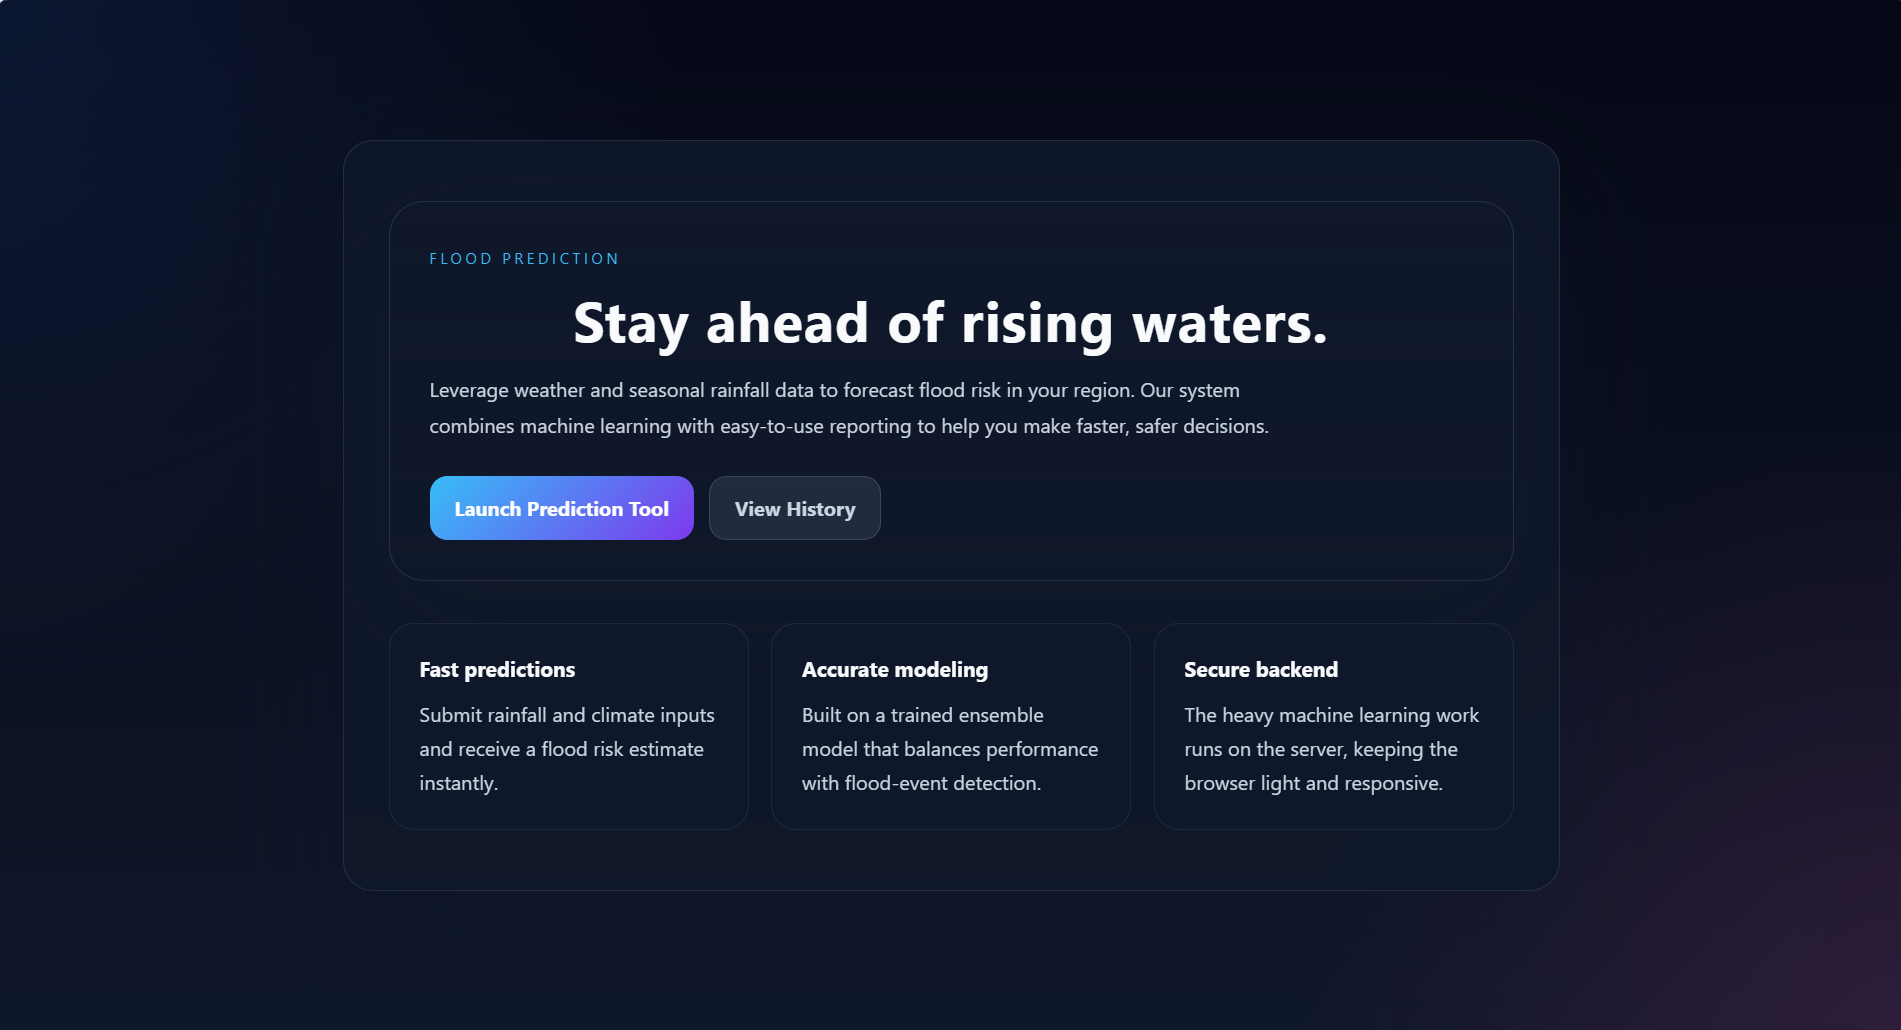 FLOOD PREDICTION
Stay ahead of rising waters.
Leverage weather and seasonal rainfall data to forecast flood risk in your region. Our system
combines machine learning with easy-to-use reporting to help you make faster, safer decisions.
Launch Prediction Tool
View History
Fast predictions
Submit rainfall and climate inputs
and receive a flood risk estimate
instantly.
Accurate modeling
Built on a trained ensemble
model that balances performance
with flood-event detection.
Secure backend
The heavy machine learning work
runs on the server, keeping the
browser light and responsive.